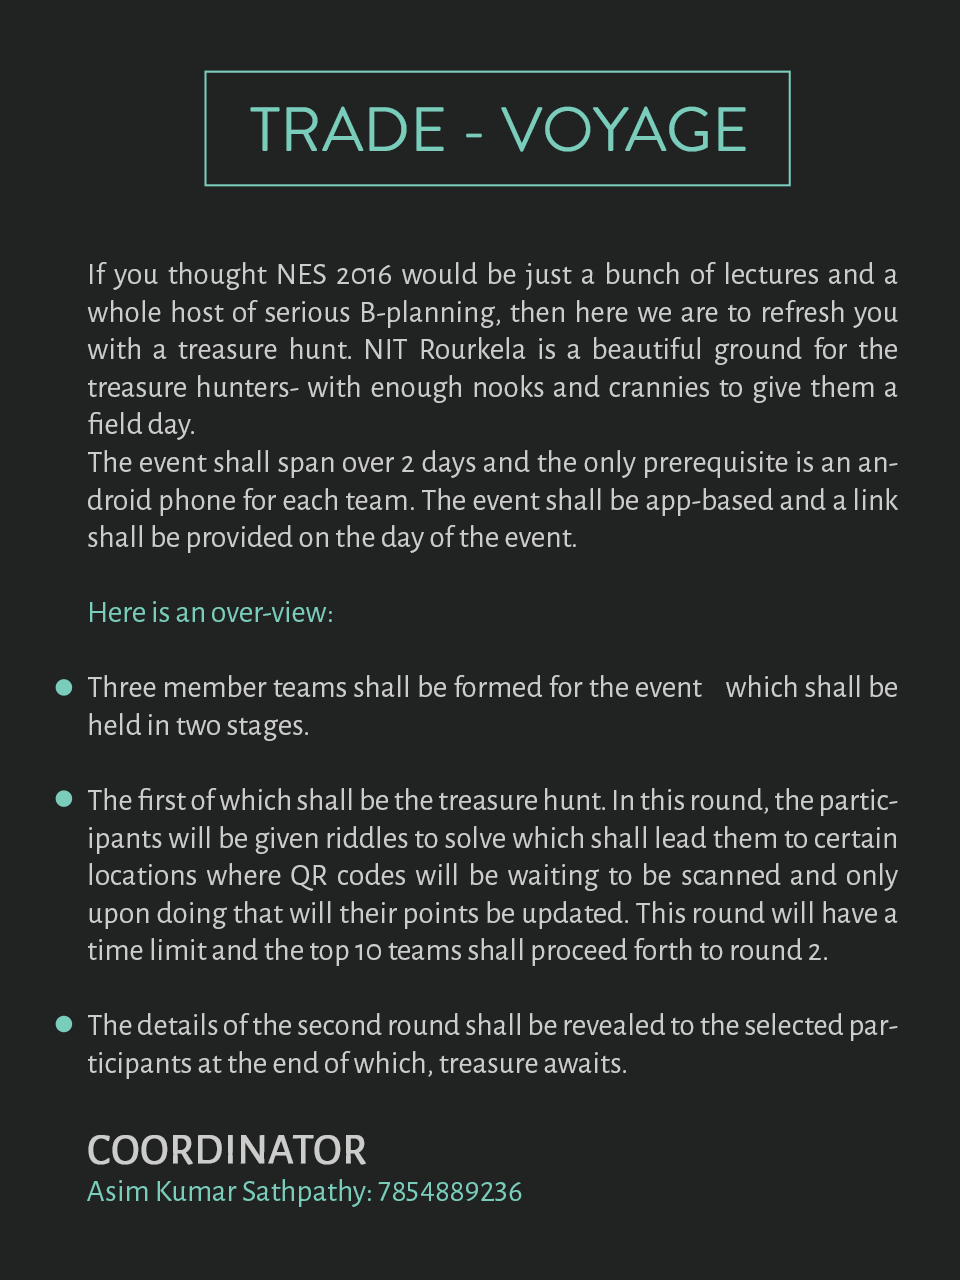 TRADE - VOYAGE
If you thought NES 2016 would be just a bunch of lectures and a
whole host of serious B-planning, then here we are to refresh you
with a treasure hunt. NIT Rourkela is a beautiful ground for the
treasure hunters- with enough nooks and crannies to give them a
field day.
The event shall span over 2 days and the only prerequisite is an an-
droid phone for each team. The event shall be app-based and a link
shall be provided on the day of the event.
Here is an over-view:
● Three member teams shall be formed for the event which shall be
held in two stages.
● The first of which shall be the treasure hunt. In this round, the partic-
ipants will be given riddles to solve which shall lead them to certain
locations where QR codes will be waiting to be scanned and only
upon doing that will their points be updated. This round will have a
time limit and the top 10 teams shall proceed forth to round 2.
● The details of the second round shall be revealed to the selected par-
ticipants at the end of which, treasure awaits.
COORDINATOR
Asim Kumar Sathpathy: 7854889236